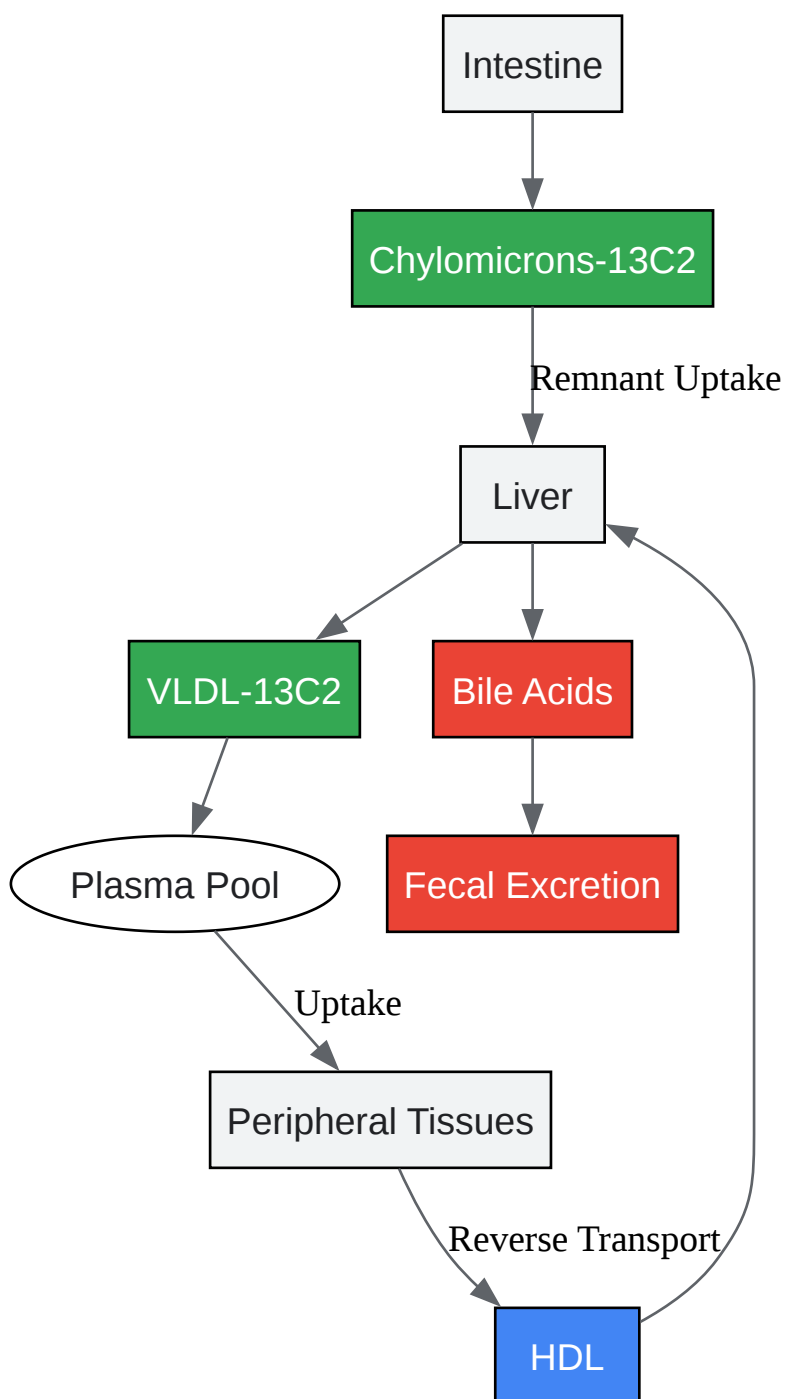 Intestine
Chylomicrons-13C2
Remnant Uptake
Liver
VLDL-13C2
Bile Acids
Plasma Pool
Fecal Excretion
Uptake
Peripheral Tissues
Reverse Transport
HDL